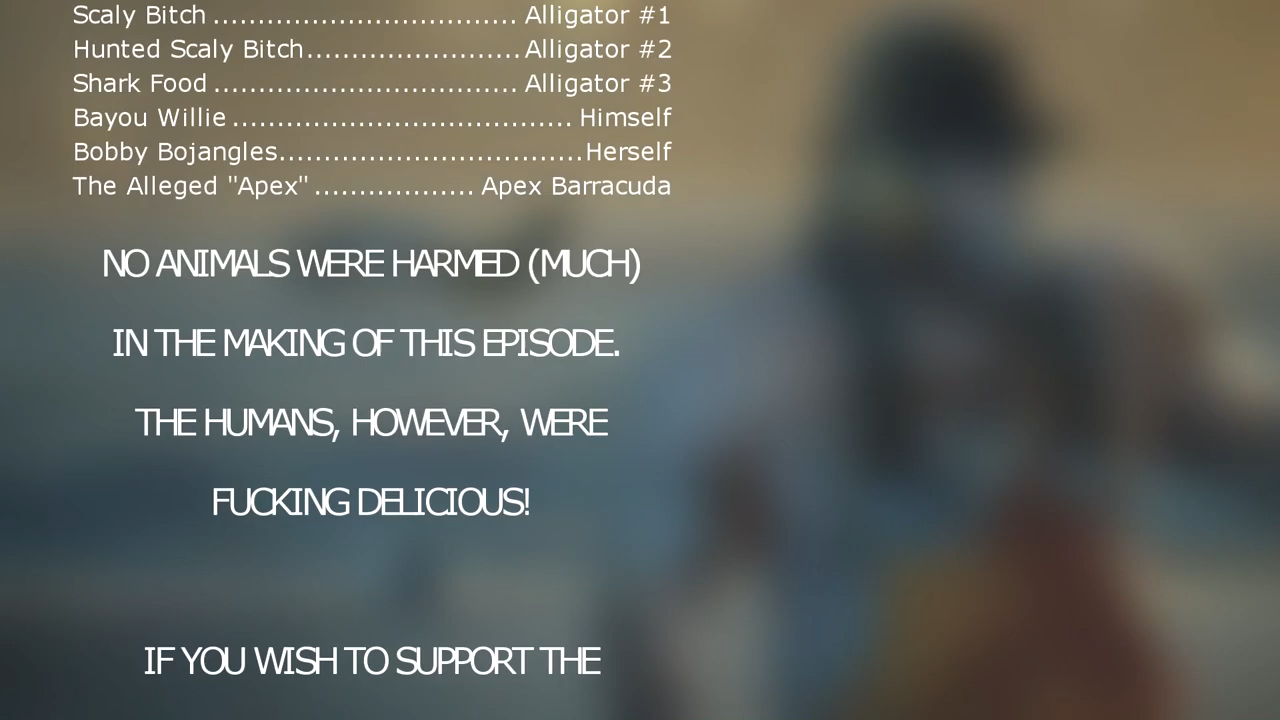 Scaly Bitch .................................. Alligator #1
Hunted Scaly Bitch........................Alligator #2
Shark Food .................................. Alligator #3
Bayou Willie ...................................... Himself
Bobby Bojangles..................................Herself
The Alleged "Apex" .................. Apex Barracuda
NO ANIMALS WERE HARMED (MUCH)
IN THE MAKING OF THIS EPISODE.
THE HUMANS, HOWEVER, WERE
FUCKING DELICIOUS!
IF YOU WISH TO SUPPORT THE